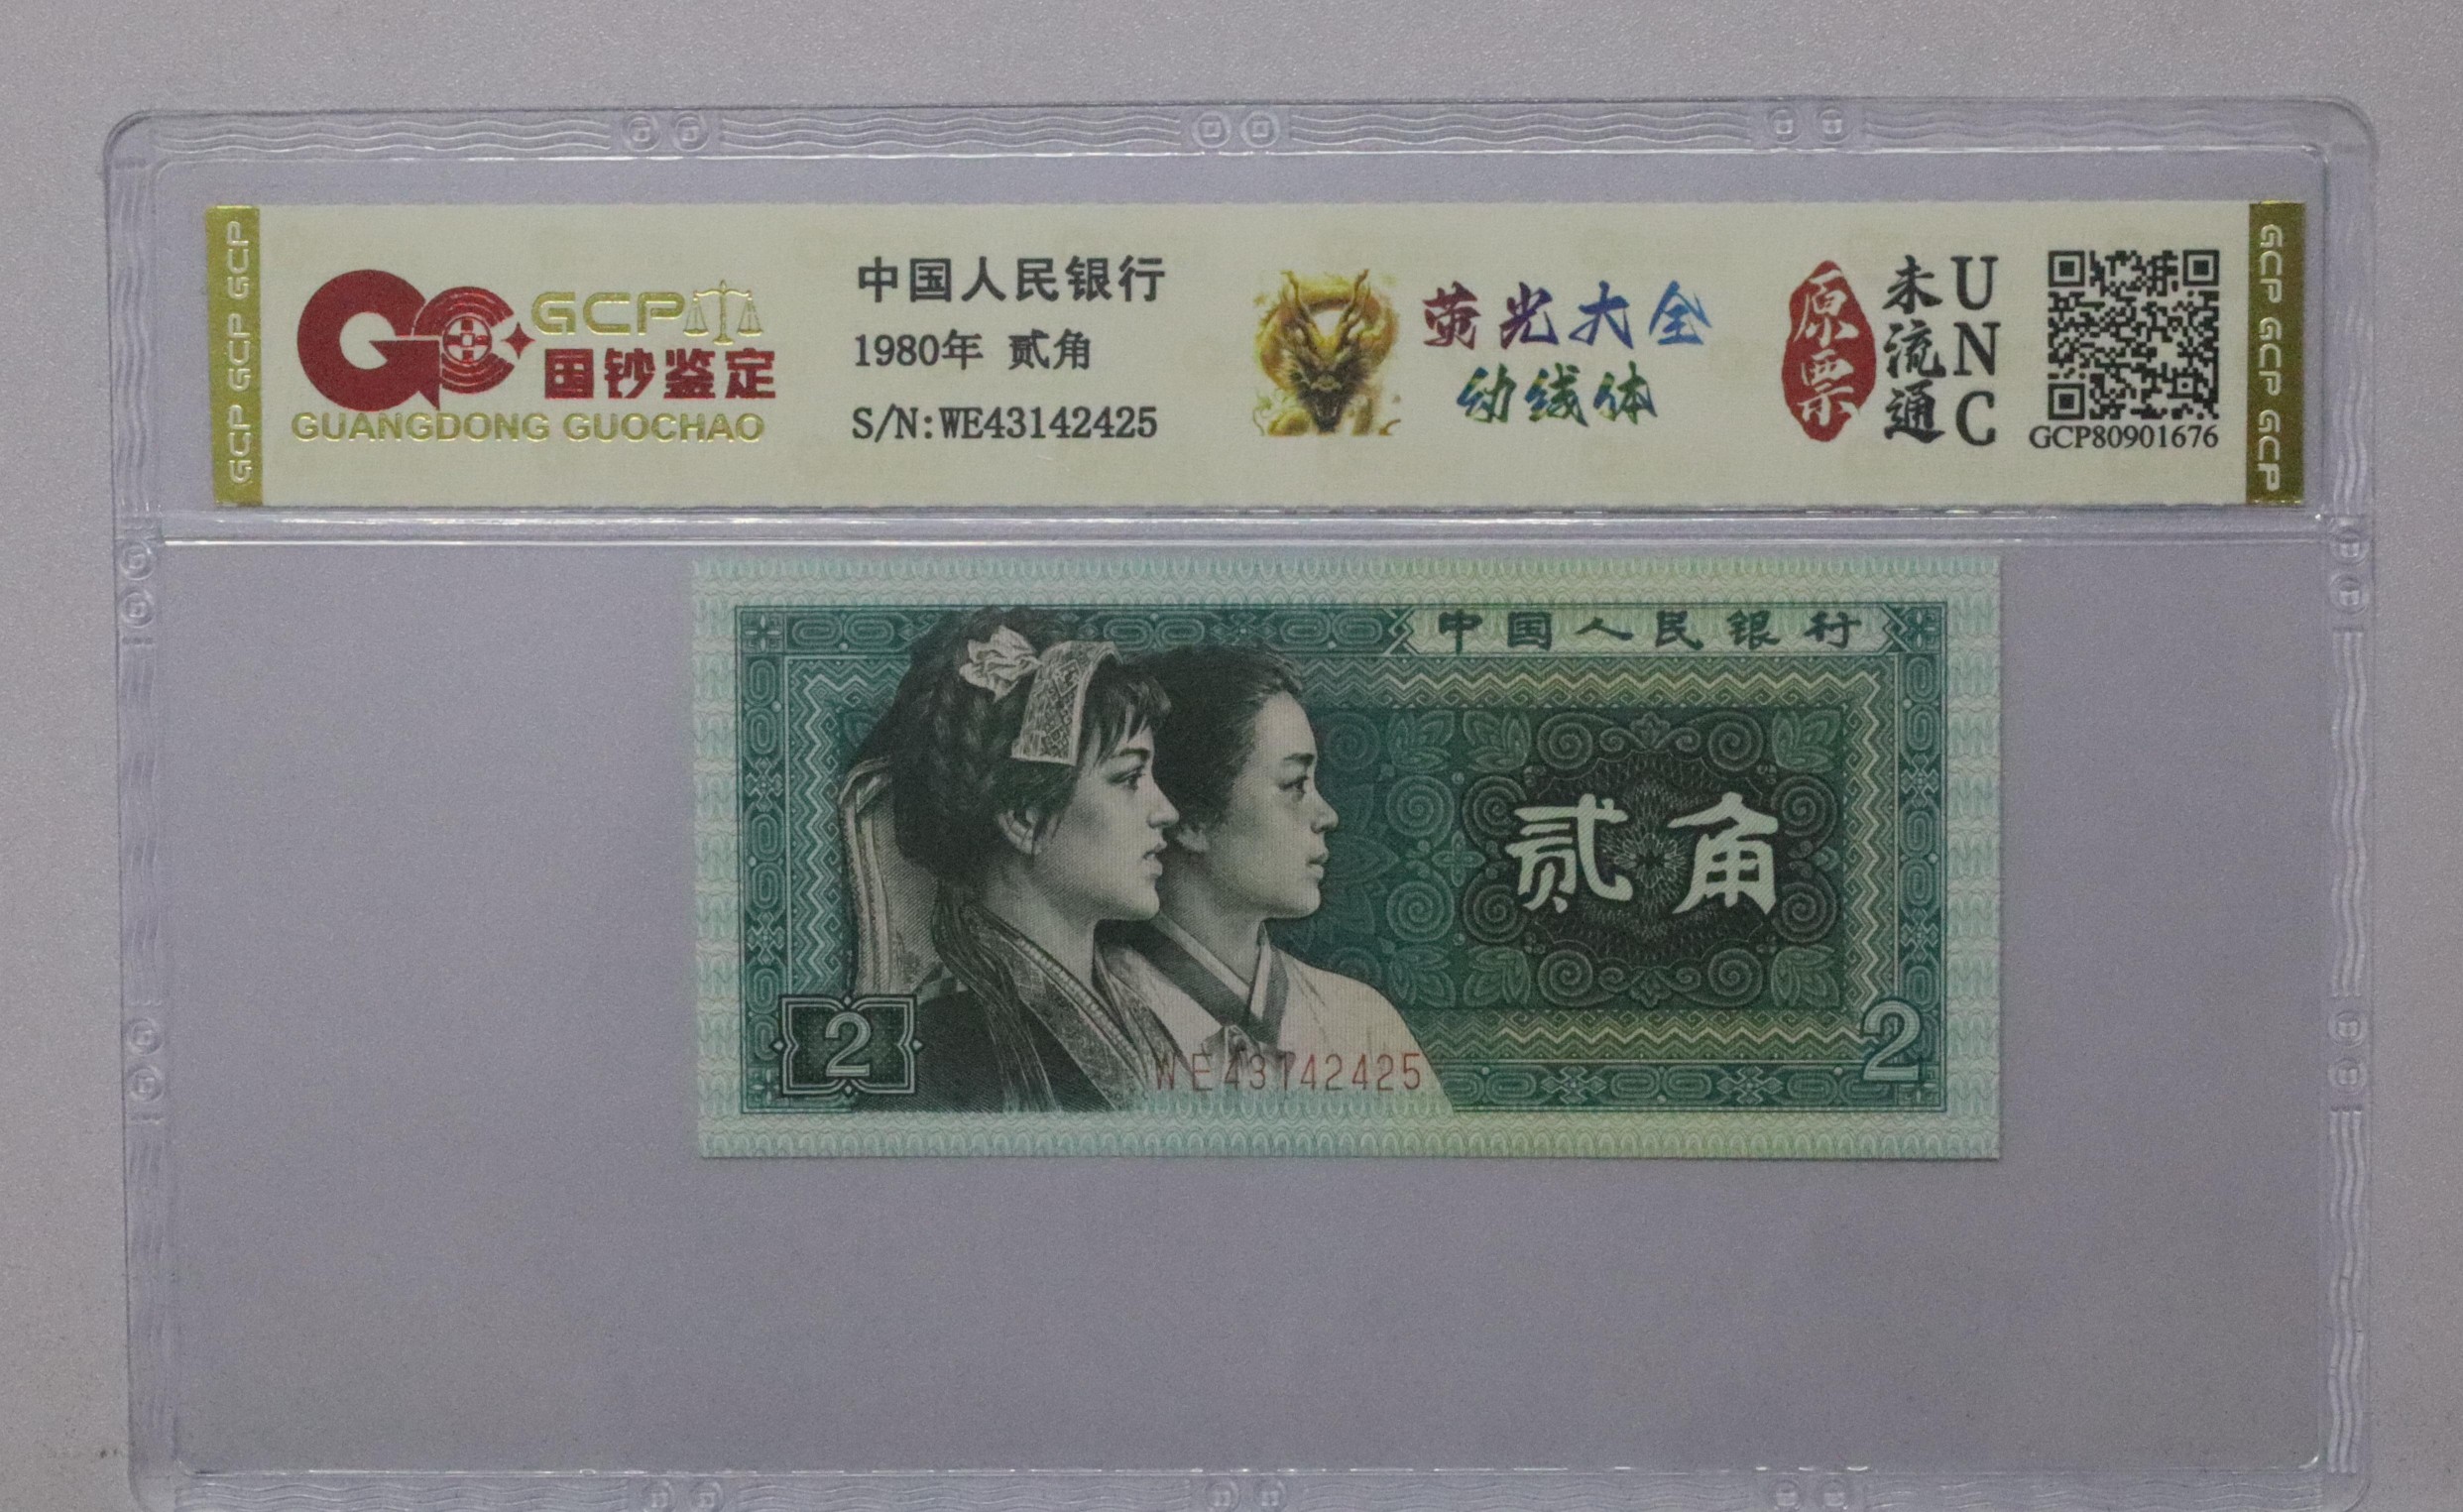 GCP GCP GCP
GCP
国钞鉴定
GUANGDONG GUOCHAO
中国人民银行
1980年 贰角
S/N:WE43142425
荧光大全
幼线体
原票
未流通
UNC
GCP80901676
GCP GCP GCP
中国人民银行
贰角
2
WE43142425
2